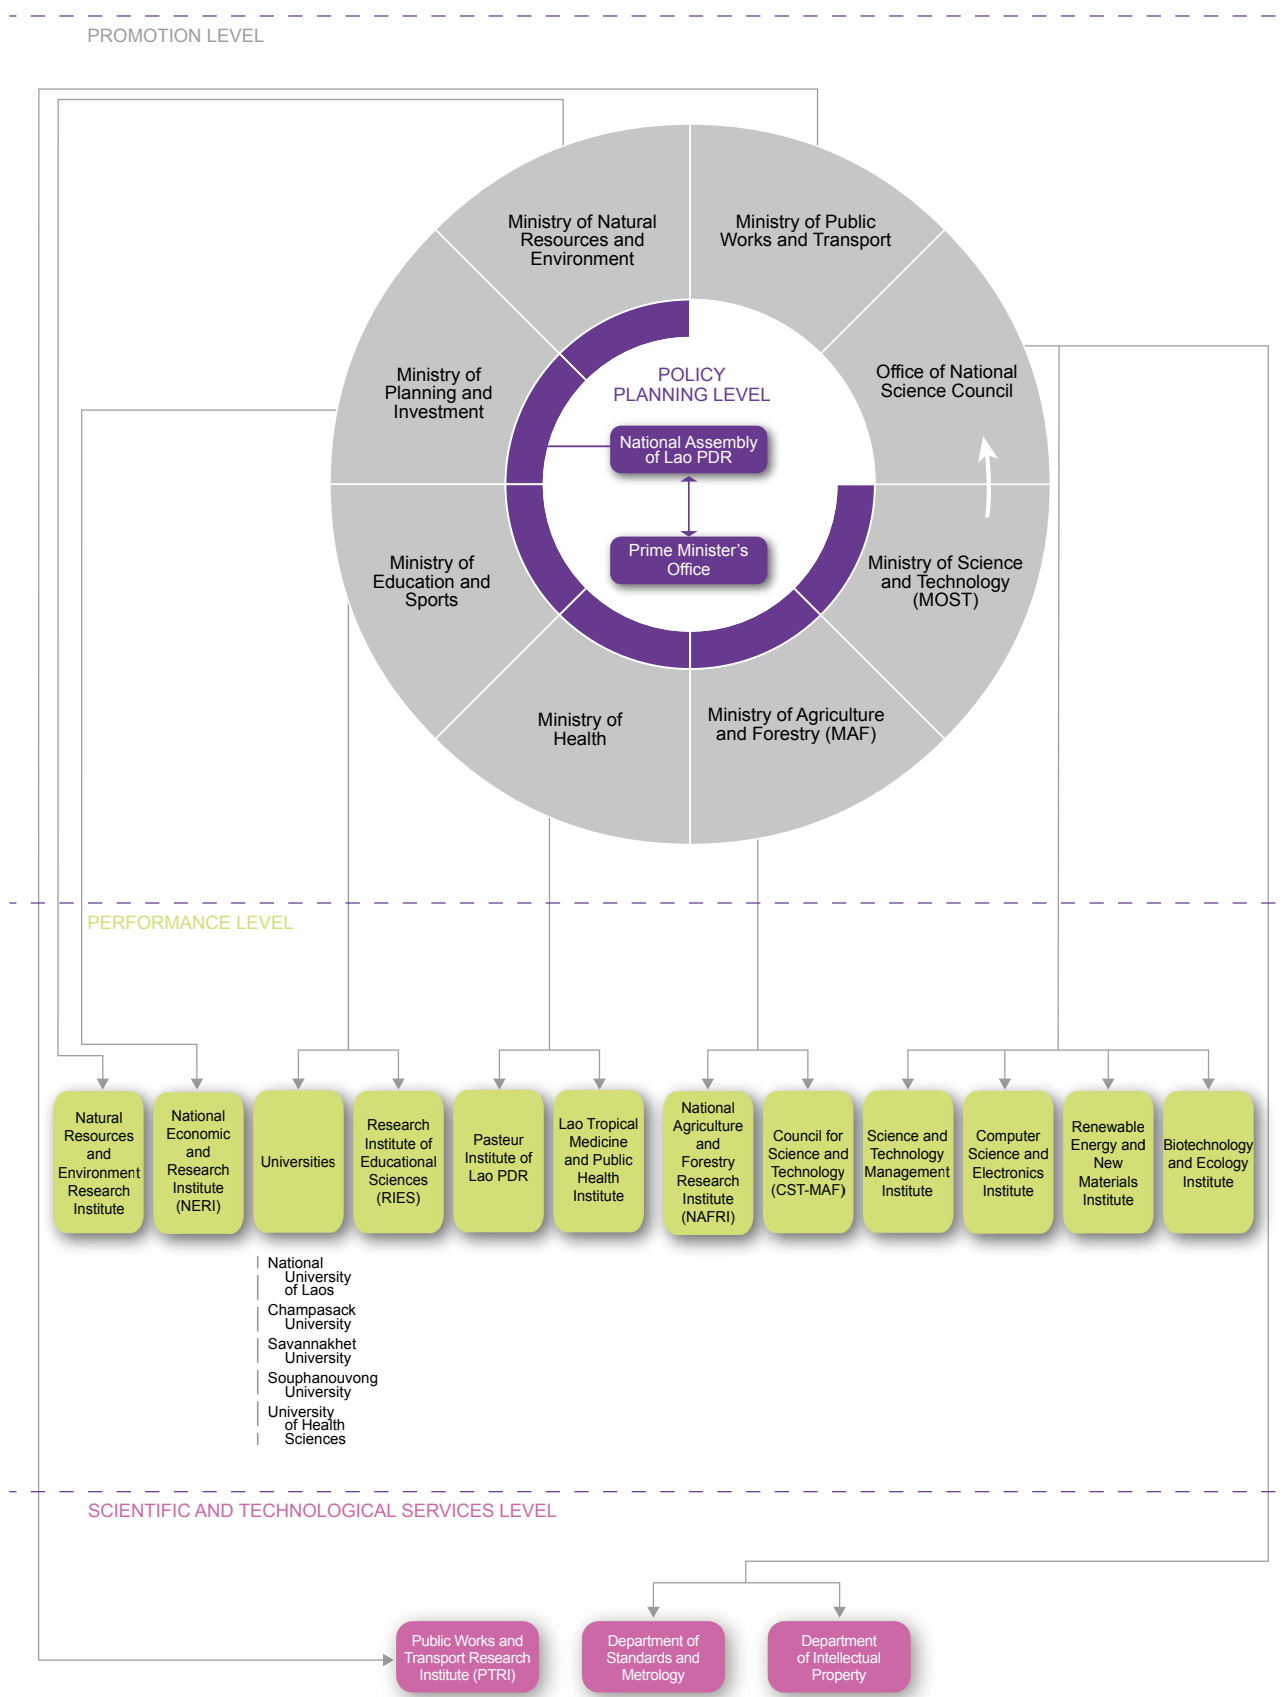 PROMOTION LEVEL
Ministry of Natural
Resources and
Environment
Ministry of Public
Works and Transport
Ministry of
Planning and
Investment
POLICY
PLANNING LEVEL
Office of National
Science Council
National Assembly
of Lao PDR
Prime Minister's
Office
Ministry of
Education and
Sports
Ministry of Science
and Technology
(MOST)
Ministry of
Health
Ministry of Agriculture
and Forestry (MAF)
PERFORMANCE LEVEL
Natural
Resources
and
Environment
Research
Institute
National
Economic
and
Research
Institute
(NERI)
Universities
Research
Institute of
Educational
Sciences
(RIES)
Pasteur
Institute of
Lao PDR
Lao Tropical
Medicine
and Public
Health
Institute
National
Agriculture
and
Forestry
Research
Institute
(NAFRI)
Council for
Science and
Technology
(CST-MAF)
Science and
Technology
Management
Institute
Computer
Science and
Electronics
Institute
Renewable
Energy and
New
Materials
Institute
Biotechnology
and Ecology
Institute
National
University
of Laos
Champasack
University
Savannakhet
University
Souphanouvong
University
University
of Health
Sciences
SCIENTIFIC AND TECHNOLOGICAL SERVICES LEVEL
Public Works and
Transport Research
Institute (PTRI)
Department of
Standards and
Metrology
Department
of Intellectual
Property